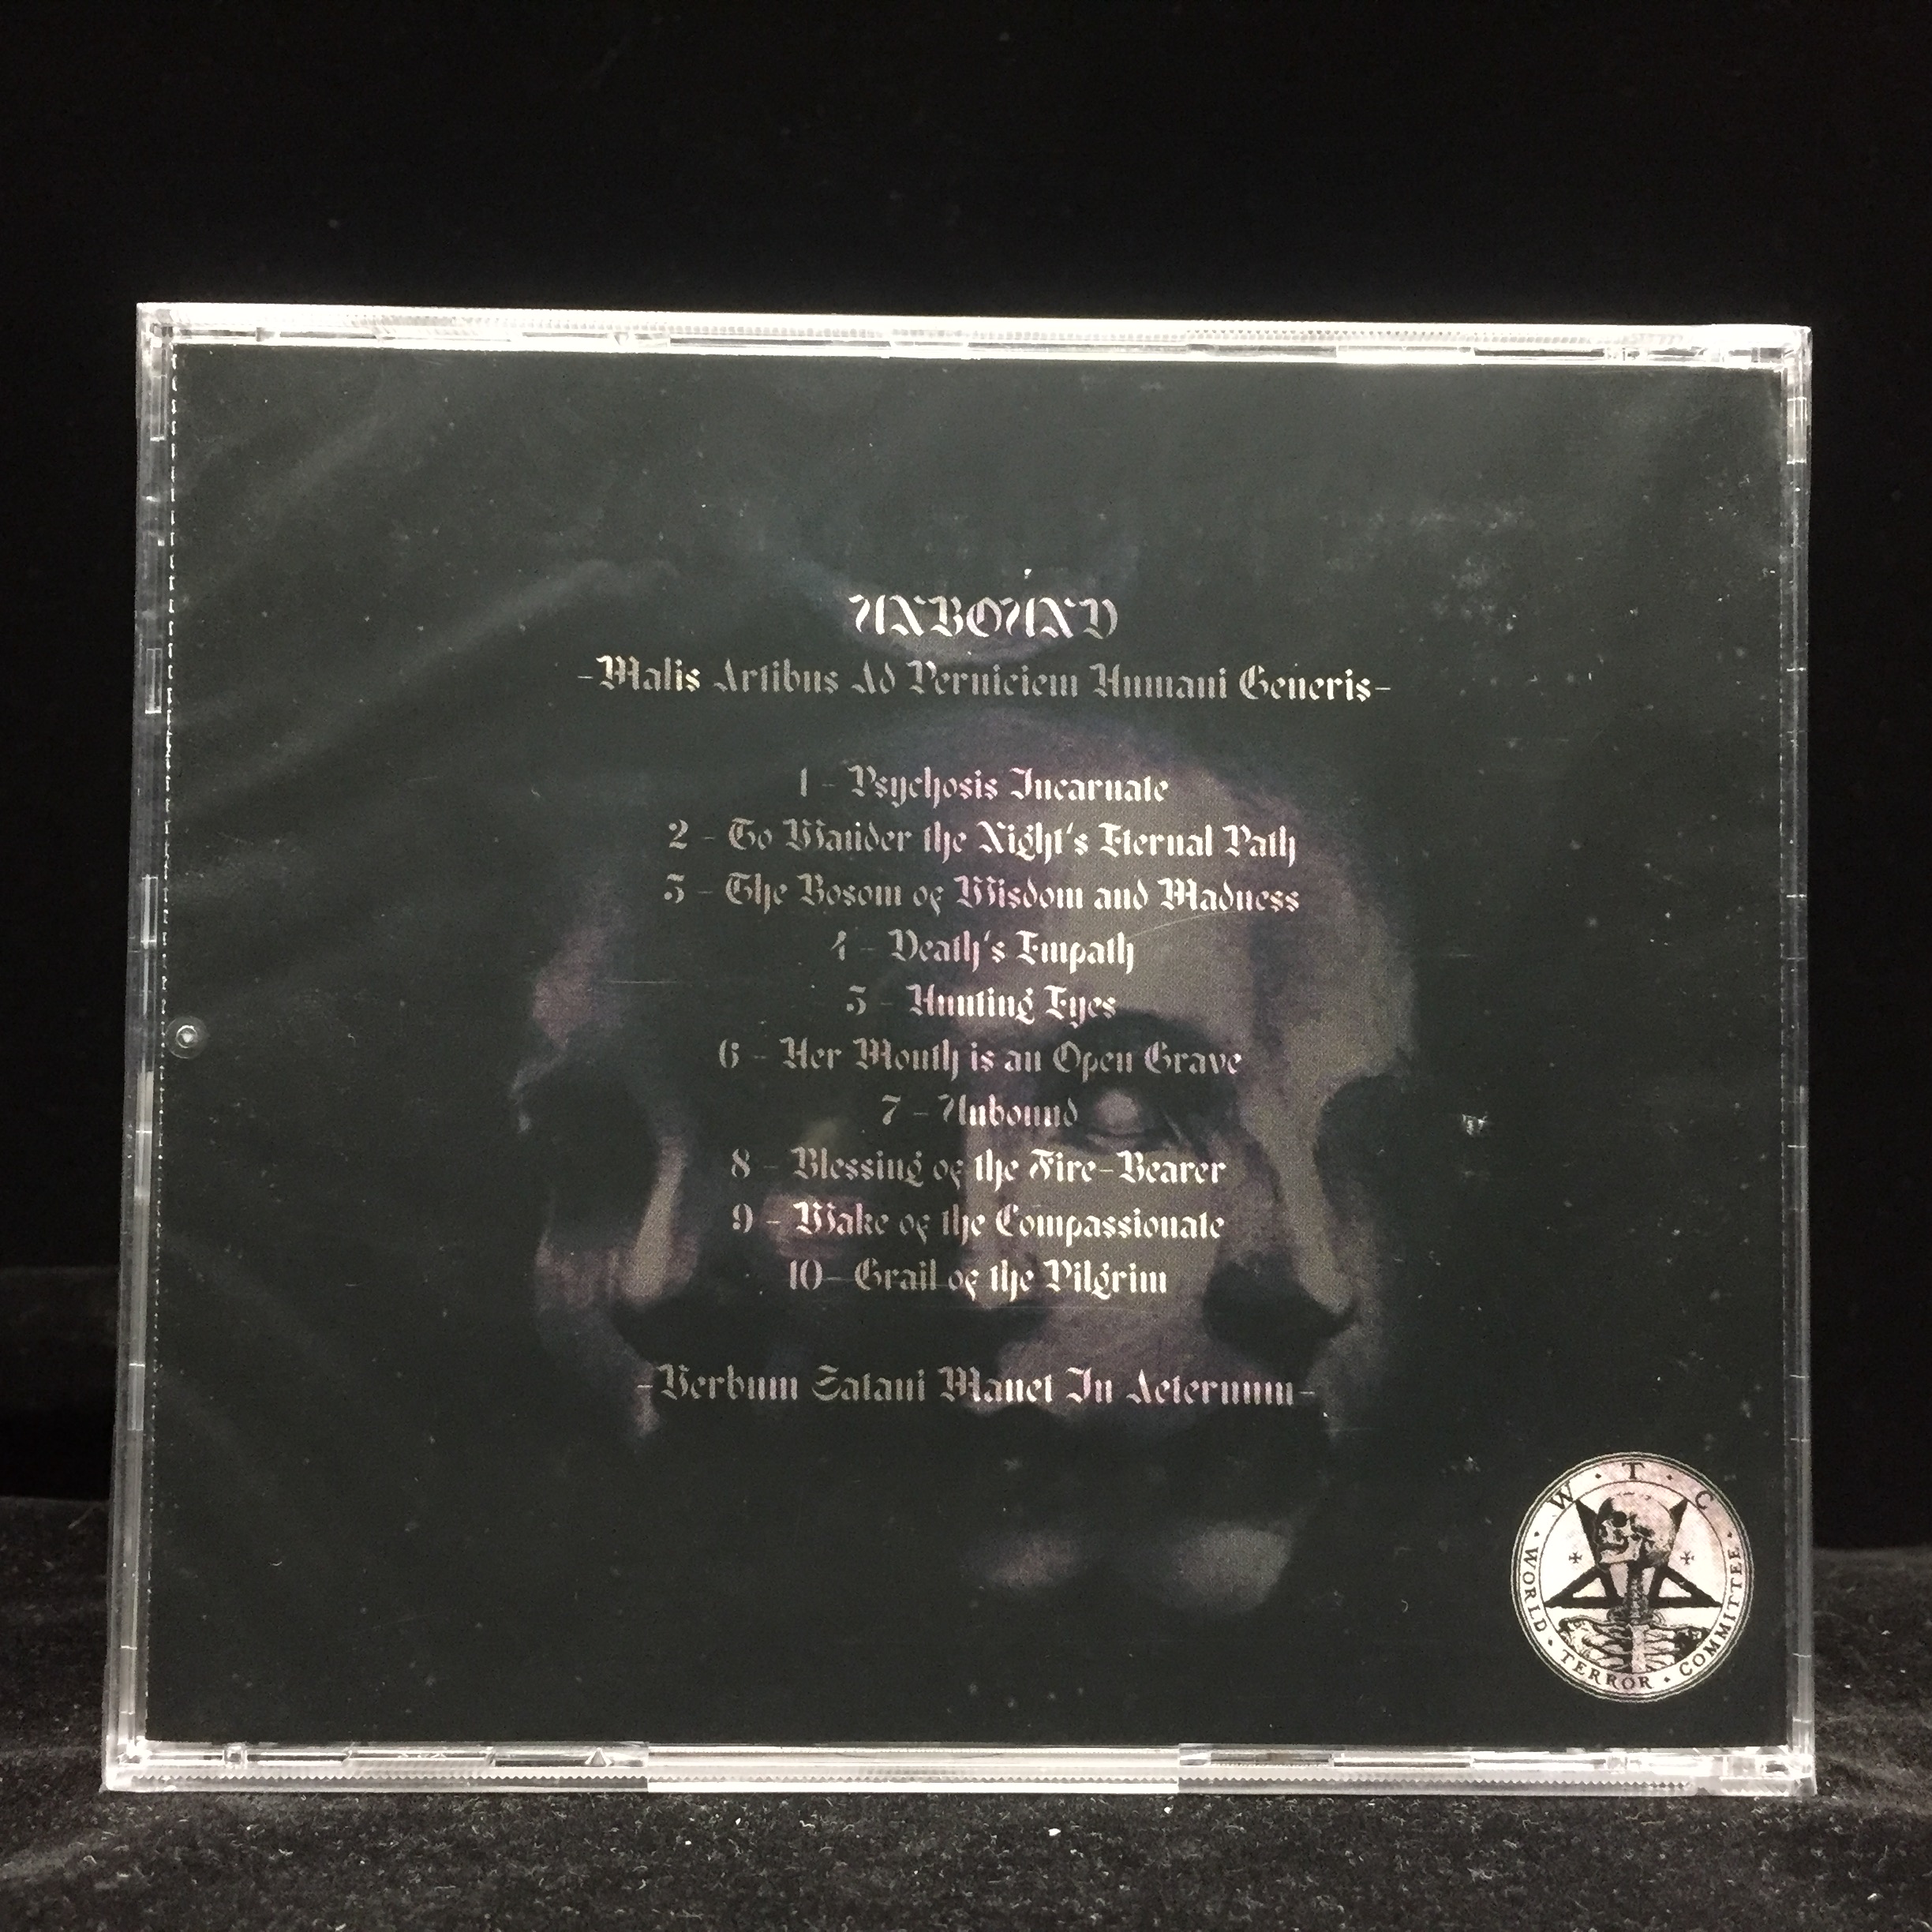 UNBOUND
-Malis Artibus Ad Perniciem Humani Generis-
1 - Psychosis Incarnate
2 - To Wander the Night's Eternal Path
3 - The Bosom of Wisdom and Madness
4 - Death's Empath
5 - Hunting Eyes
6 - Her Mouth is an Open Grave
7 - Unbound
8 - Blessing of the Fire-Bearer
9 - Wake of the Compassionate
10- Grail of the Pilgrim
-Verbum Satani Manet In Aeternum-
W · T · C
· WORLD · TERROR · COMMITTEE ·